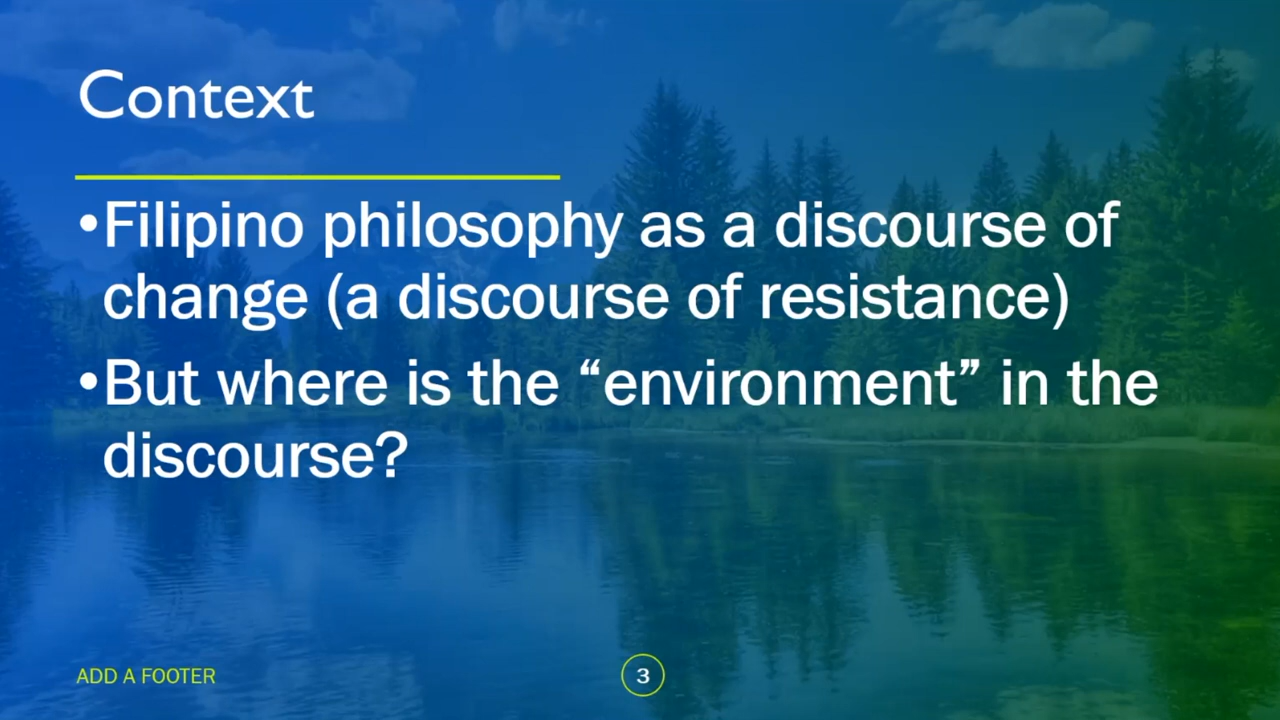 Context
•Filipino philosophy as a discourse of
change (a discourse of resistance)
•But where is the “environment” in the
discourse?
ADD A FOOTER
3